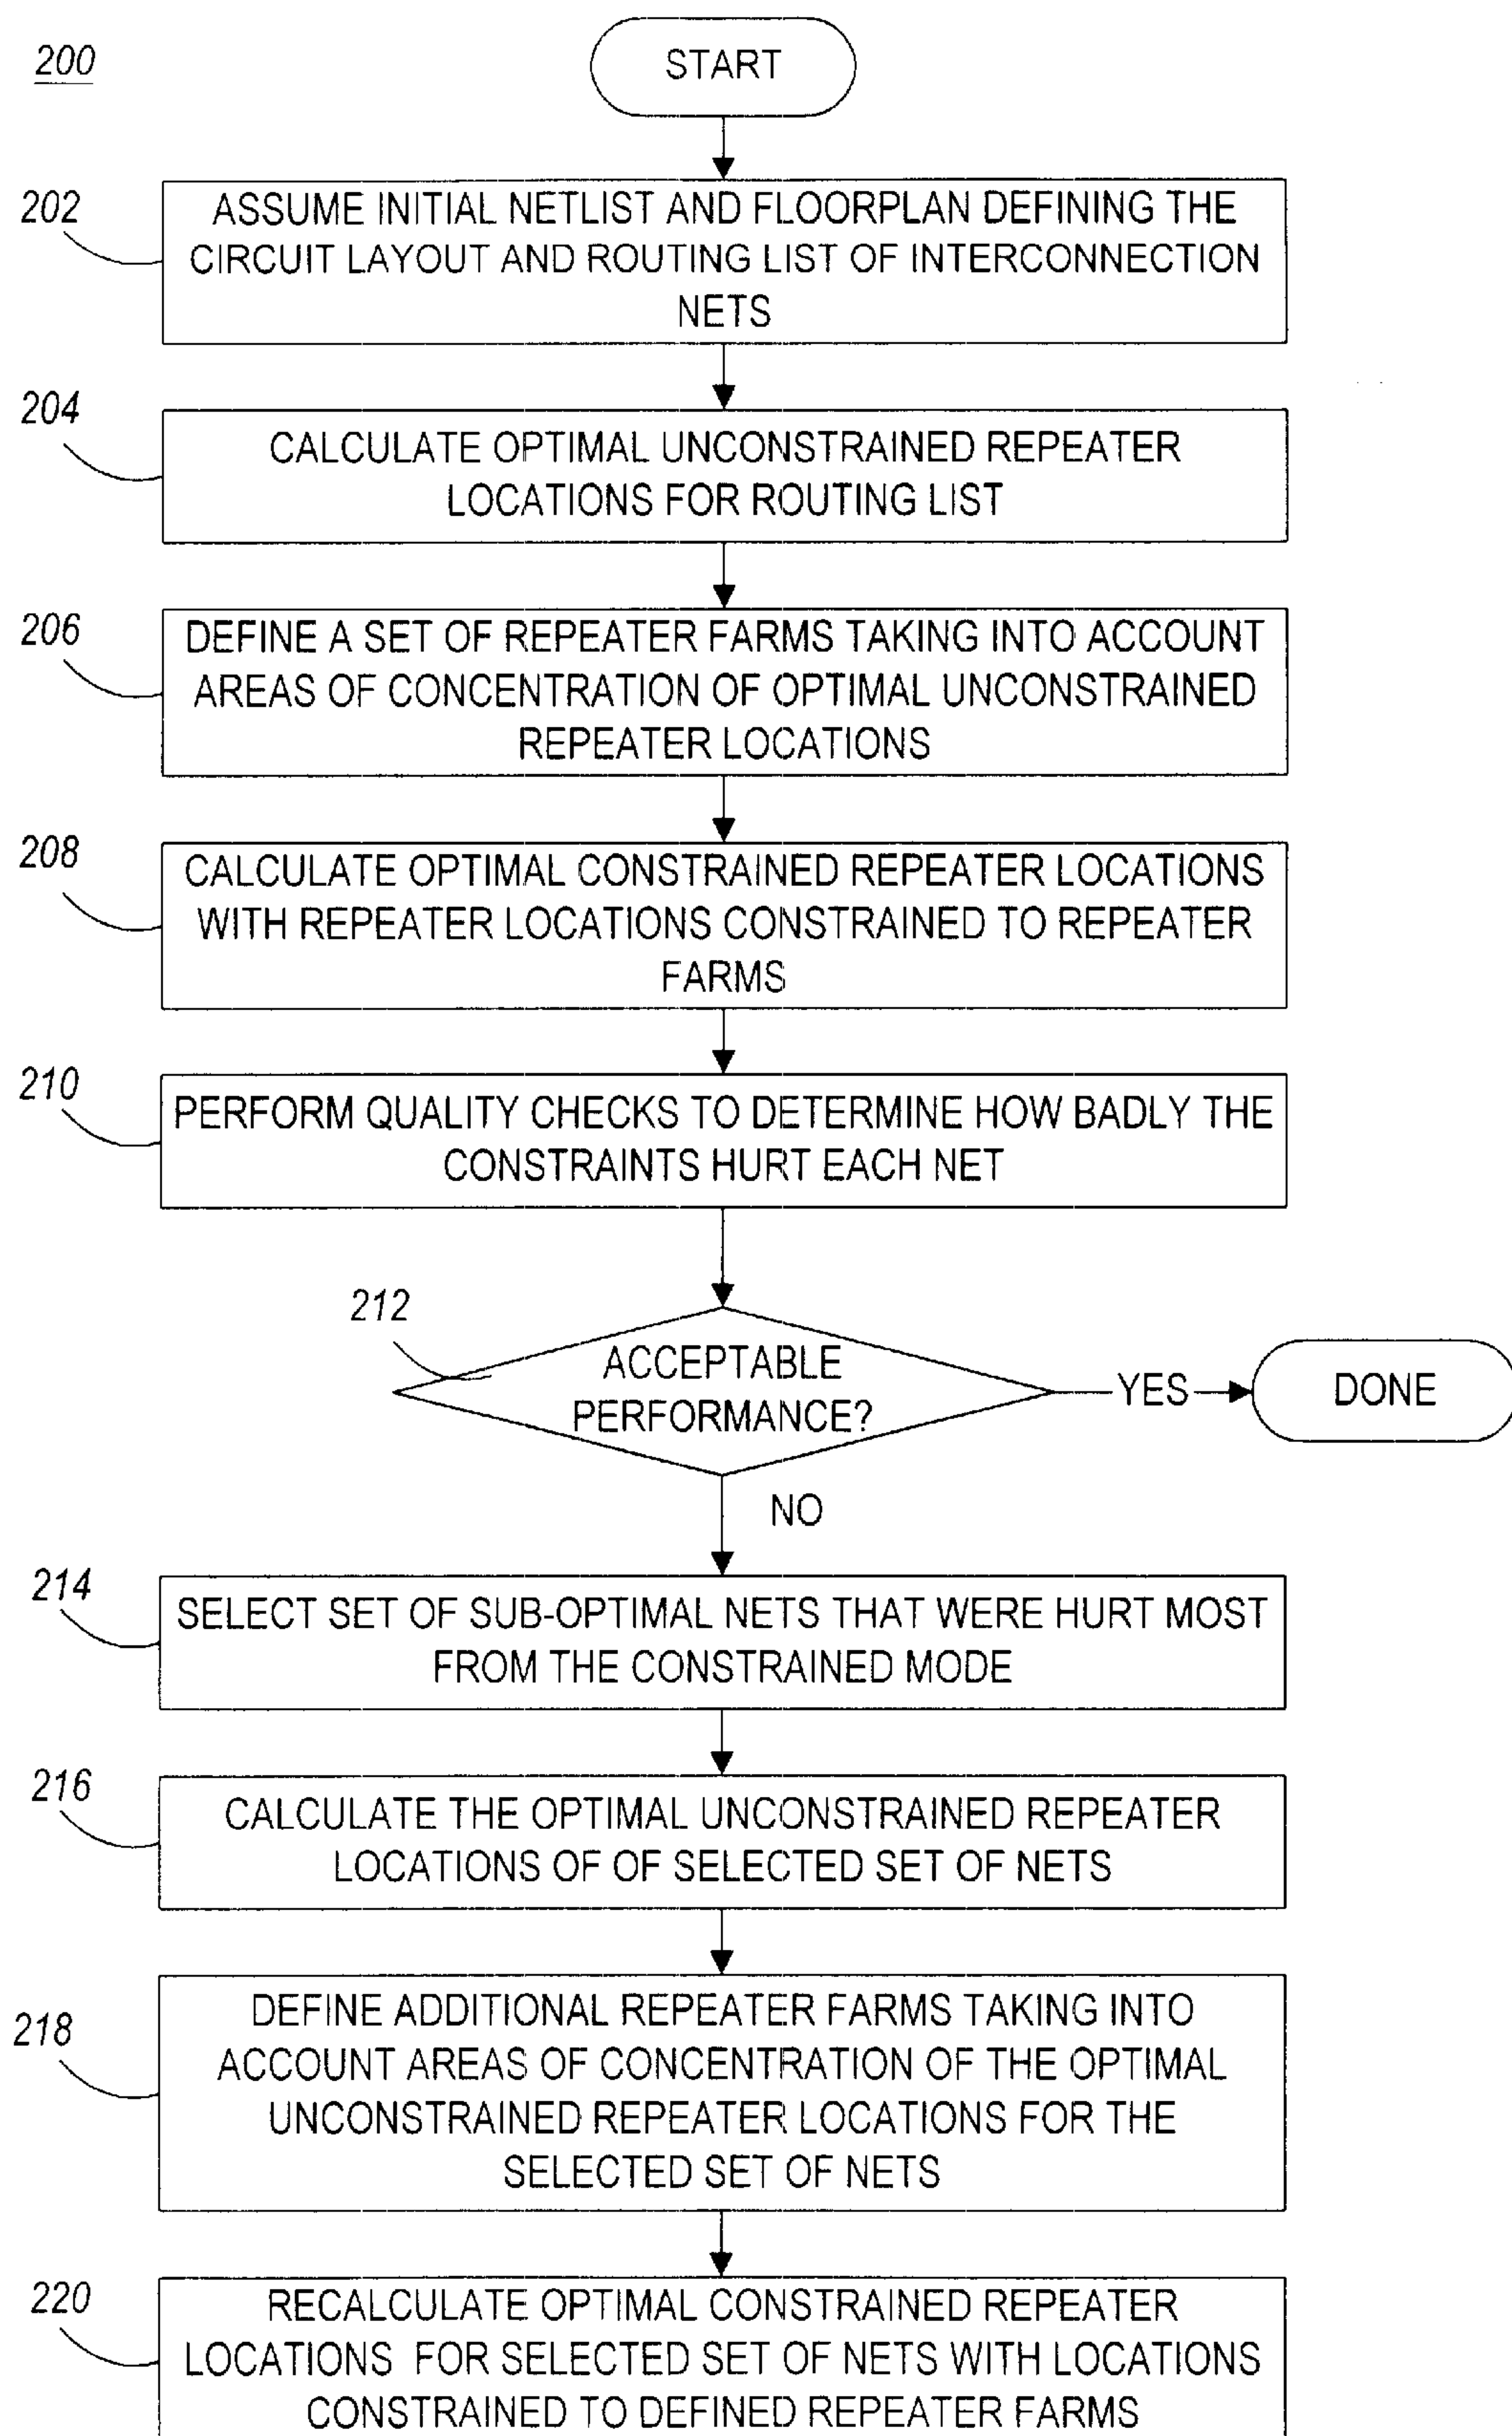 200
START
202
ASSUME INITIAL NETLIST AND FLOORPLAN DEFINING THE
CIRCUIT LAYOUT AND ROUTING LIST OF INTERCONNECTION
NETS
204
CALCULATE OPTIMAL UNCONSTRAINED REPEATER
LOCATIONS FOR ROUTING LIST
206
DEFINE A SET OF REPEATER FARMS TAKING INTO ACCOUNT
AREAS OF CONCENTRATION OF OPTIMAL UNCONSTRAINED
REPEATER LOCATIONS
208
CALCULATE OPTIMAL CONSTRAINED REPEATER LOCATIONS
WITH REPEATER LOCATIONS CONSTRAINED TO REPEATER
FARMS
210
PERFORM QUALITY CHECKS TO DETERMINE HOW BADLY THE
CONSTRAINTS HURT EACH NET
212
ACCEPTABLE
PERFORMANCE?
YES
DONE
NO
214
SELECT SET OF SUB-OPTIMAL NETS THAT WERE HURT MOST
FROM THE CONSTRAINED MODE
216
CALCULATE THE OPTIMAL UNCONSTRAINED REPEATER
LOCATIONS OF OF SELECTED SET OF NETS
218
DEFINE ADDITIONAL REPEATER FARMS TAKING INTO
ACCOUNT AREAS OF CONCENTRATION OF THE OPTIMAL
UNCONSTRAINED REPEATER LOCATIONS FOR THE
SELECTED SET OF NETS
220
RECALCULATE OPTIMAL CONSTRAINED REPEATER
LOCATIONS FOR SELECTED SET OF NETS WITH LOCATIONS
CONSTRAINED TO DEFINED REPEATER FARMS